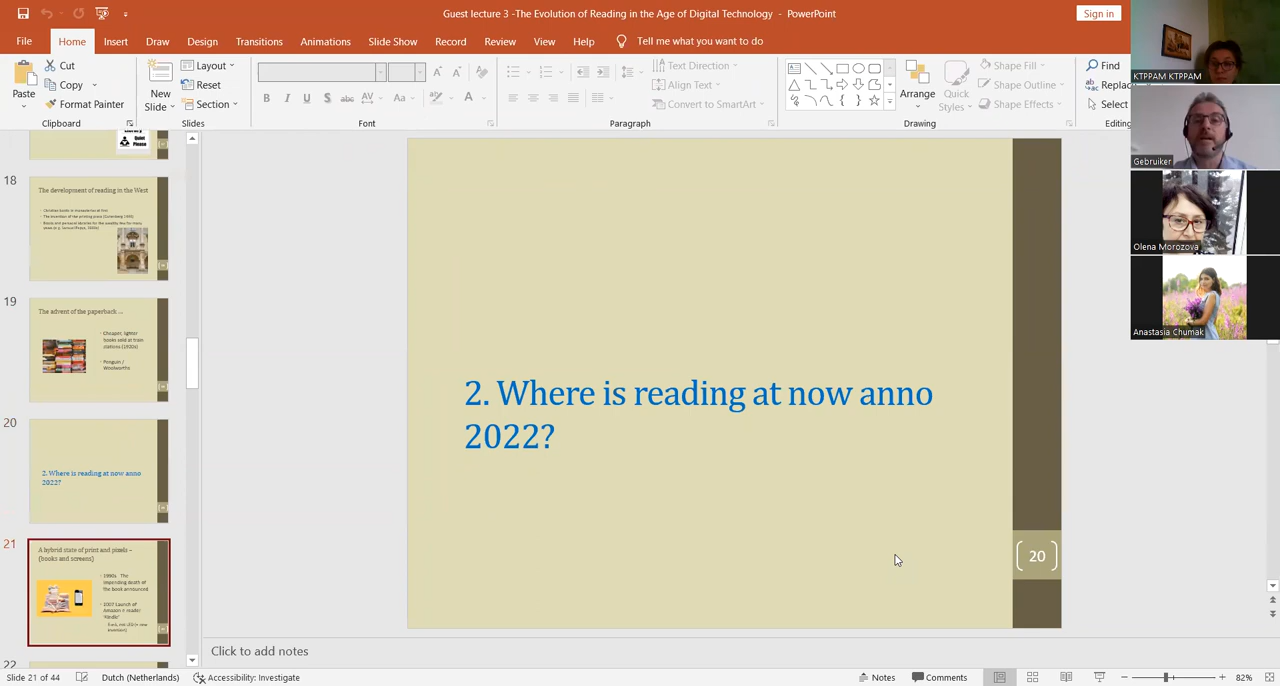 Guest lecture 3 -The Evolution of Reading in the Age of Digital Technology - PowerPoint
Sign in
File Home Insert Draw Design Transitions Animations Slide Show Record Review View Help Tell me what you want to do
Paste
Cut
Copy
Format Painter
Clipboard
New Slide
Layout
Reset
Section
Slides
B I U S abc AV Aa A
Font
Text Direction
Align Text
Convert to SmartArt
Paragraph
Arrange
Quick Styles
Shape Fill
Shape Outline
Shape Effects
Drawing
Find
Replace
Select
Editing
KTPPAM KTPPAM
Gebruiker
Olena Morozova
Anastasia Chumak
Quiet
Please
18
The development of reading in the West
19
The advent of the paperback ...
Cheaper, lighter
books sold at train
stations (1920s)
Penguin /
Woolworths
20
2. Where is reading at now anno
2022?
21
A hybrid state of print and pixels –
(books and screens)
1990s The
impending death of
the book announced
2007 Launch of
Amazon e reader
'Kindle'
22
2. Where is reading at now anno
2022?
20
Click to add notes
Slide 21 of 44 Dutch (Netherlands) Accessibility: Investigate
Notes Comments 82%